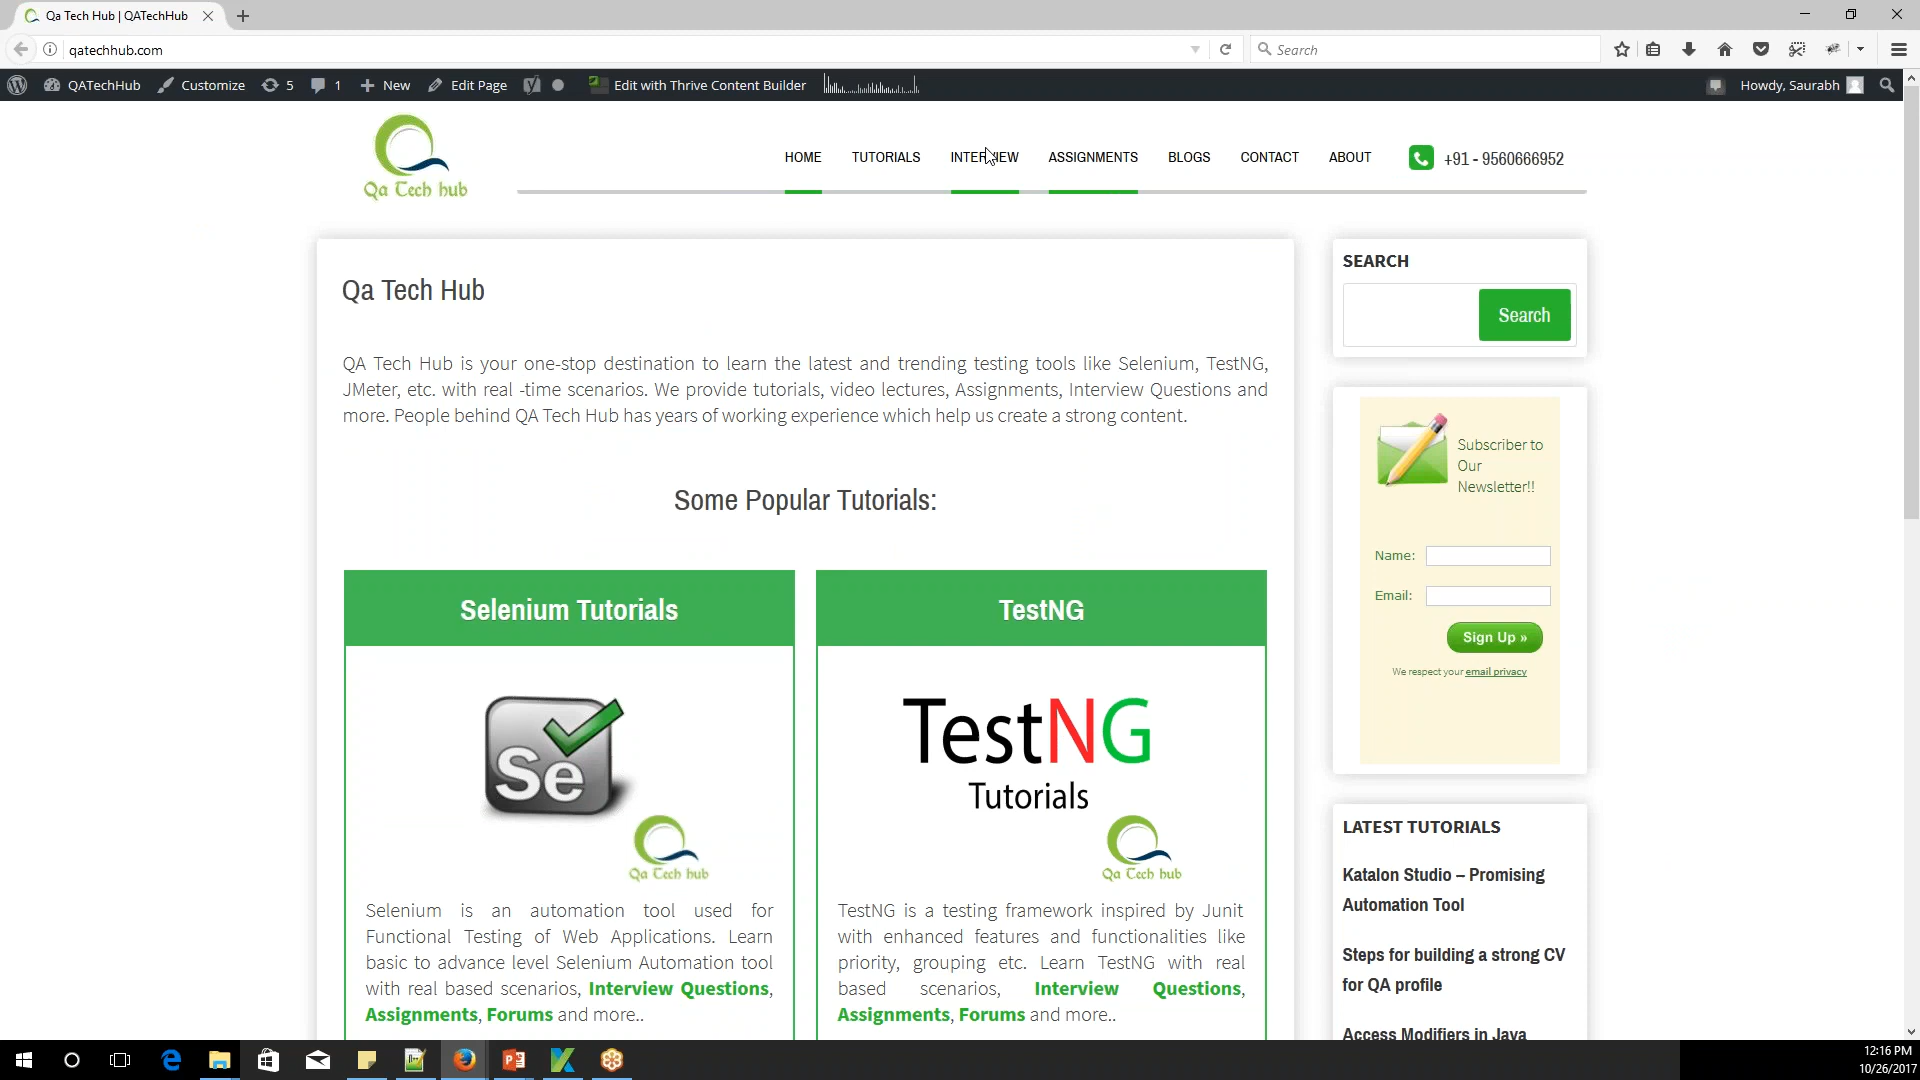 Qa Tech Hub | QATechHub
qatechhub.com
Search
QATechHub
Customize
5
1
New
Edit Page
Edit with Thrive Content Builder
Howdy, Saurabh
Qa Tech hub
HOME
TUTORIALS
INTERVIEW
ASSIGNMENTS
BLOGS
CONTACT
ABOUT
+91 - 9560666952
Qa Tech Hub
QA Tech Hub is your one-stop destination to learn the latest and trending testing tools like Selenium, TestNG,
JMeter, etc. with real -time scenarios. We provide tutorials, video lectures, Assignments, Interview Questions and
more. People behind QA Tech Hub has years of working experience which help us create a strong content.
Some Popular Tutorials:
Selenium Tutorials
Se
Qa Tech hub
Selenium is an automation tool used for
Functional Testing of Web Applications. Learn
basic to advance level Selenium Automation tool
with real based scenarios, Interview Questions,
Assignments, Forums and more..
TestNG
TestNG
Tutorials
Qa Tech hub
TestNG is a testing framework inspired by Junit
with enhanced features and functionalities like
priority, grouping etc. Learn TestNG with real
based scenarios, Interview Questions,
Assignments, Forums and more..
SEARCH
Search
Subscriber to
Our
Newsletter!!
Name:
Email:
Sign Up »
We respect your email privacy
LATEST TUTORIALS
Katalon Studio – Promising
Automation Tool
Steps for building a strong CV
for QA profile
Access Modifiers in Java
12:16 PM
10/26/2017